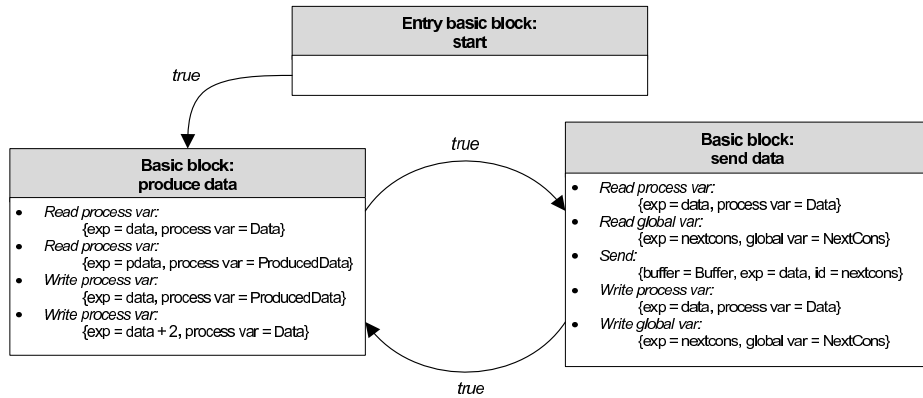 Entry basic block:
start
true
true
Basic block:
produce data
• Read process var:
{exp = data, process var = Data}
• Read process var:
{exp = pdata, process var = ProducedData}
• Write process var:
{exp = data, process var = ProducedData}
• Write process var:
{exp = data + 2, process var = Data}
Basic block:
send data
• Read process var:
{exp = data, process var = Data}
• Read global var:
{exp = nextcons, global var = NextCons}
• Send:
{buffer = Buffer, exp = data, id = nextcons}
• Write process var:
{exp = data, process var = Data}
• Write global var:
{exp = nextcons, global var = NextCons}
true